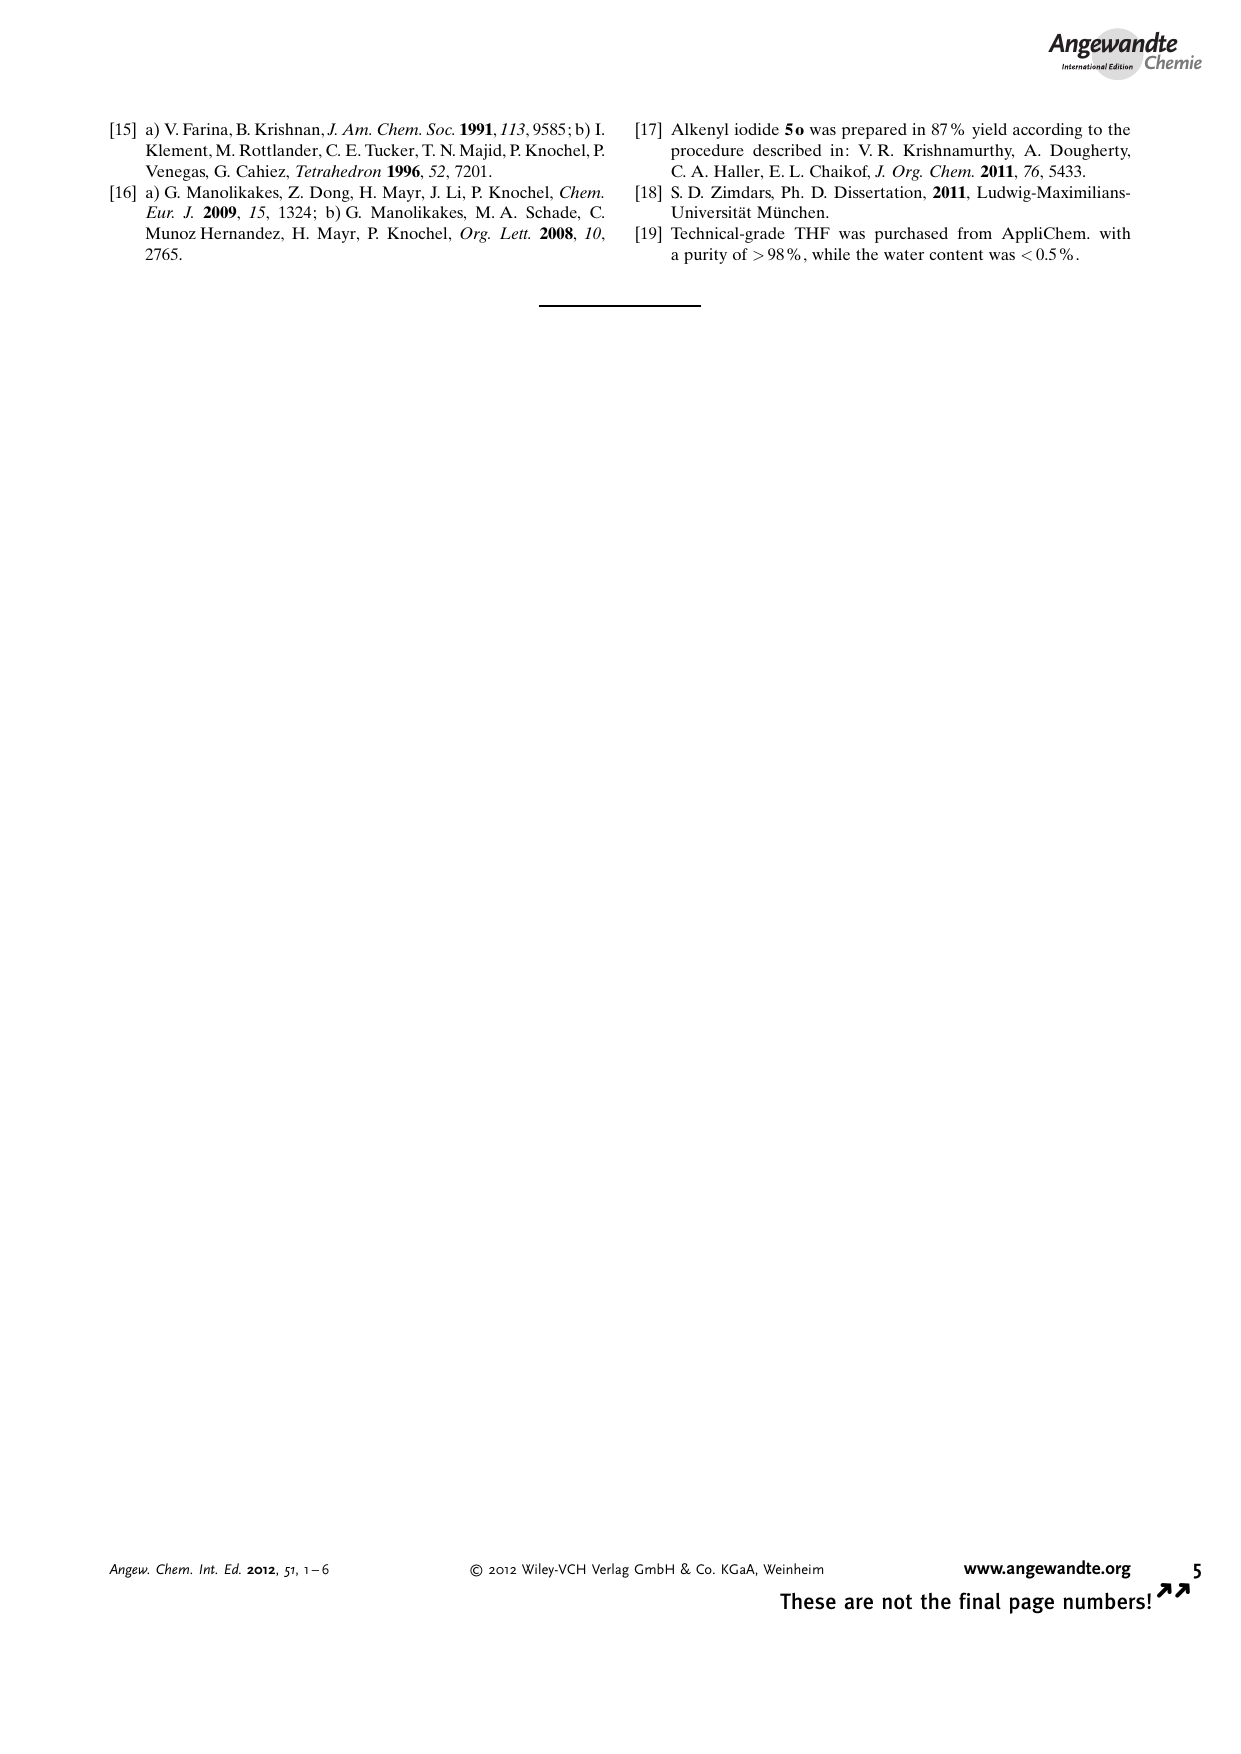 Angewandte
International Edition Chemie
[15] a) V. Farina, B. Krishnan, J. Am. Chem. Soc. 1991, 113, 9585; b) I.
Klement, M. Rottlander, C. E. Tucker, T. N. Majid, P. Knochel, P.
Venegas, G. Cahiez, Tetrahedron 1996, 52, 7201.
[16] a) G. Manolikakes, Z. Dong, H. Mayr, J. Li, P. Knochel, Chem.
Eur. J. 2009, 15, 1324; b) G. Manolikakes, M. A. Schade, C.
Munoz Hernandez, H. Mayr, P. Knochel, Org. Lett. 2008, 10,
2765.
[17] Alkenyl iodide 5o was prepared in 87% yield according to the
procedure described in: V. R. Krishnamurthy, A. Dougherty,
C. A. Haller, E. L. Chaikof, J. Org. Chem. 2011, 76, 5433.
[18] S. D. Zimdars, Ph. D. Dissertation, 2011, Ludwig-Maximilians-
Universität München.
[19] Technical-grade THF was purchased from AppliChem. with
a purity of > 98%, while the water content was < 0.5%.
Angew. Chem. Int. Ed. 2012, 51, 1–6
© 2012 Wiley-VCH Verlag GmbH & Co. KGaA, Weinheim
www.angewandte.org
5
These are not the final page numbers!